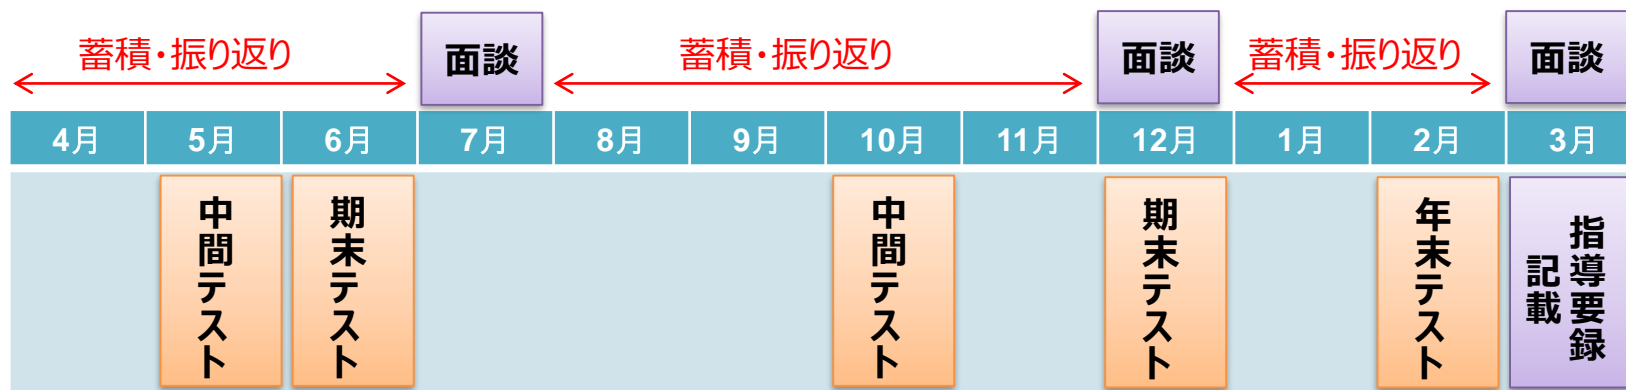 蓄積・振り返り
面談
蓄積・振り返り
面談
蓄積・振り返り
面談
4月
5月
6月
7月
8月
9月
10月
11月
12月
1月
2月
3月
中間テスト
期末テスト
中間テスト
期末テスト
年末テスト
指導要録
記載